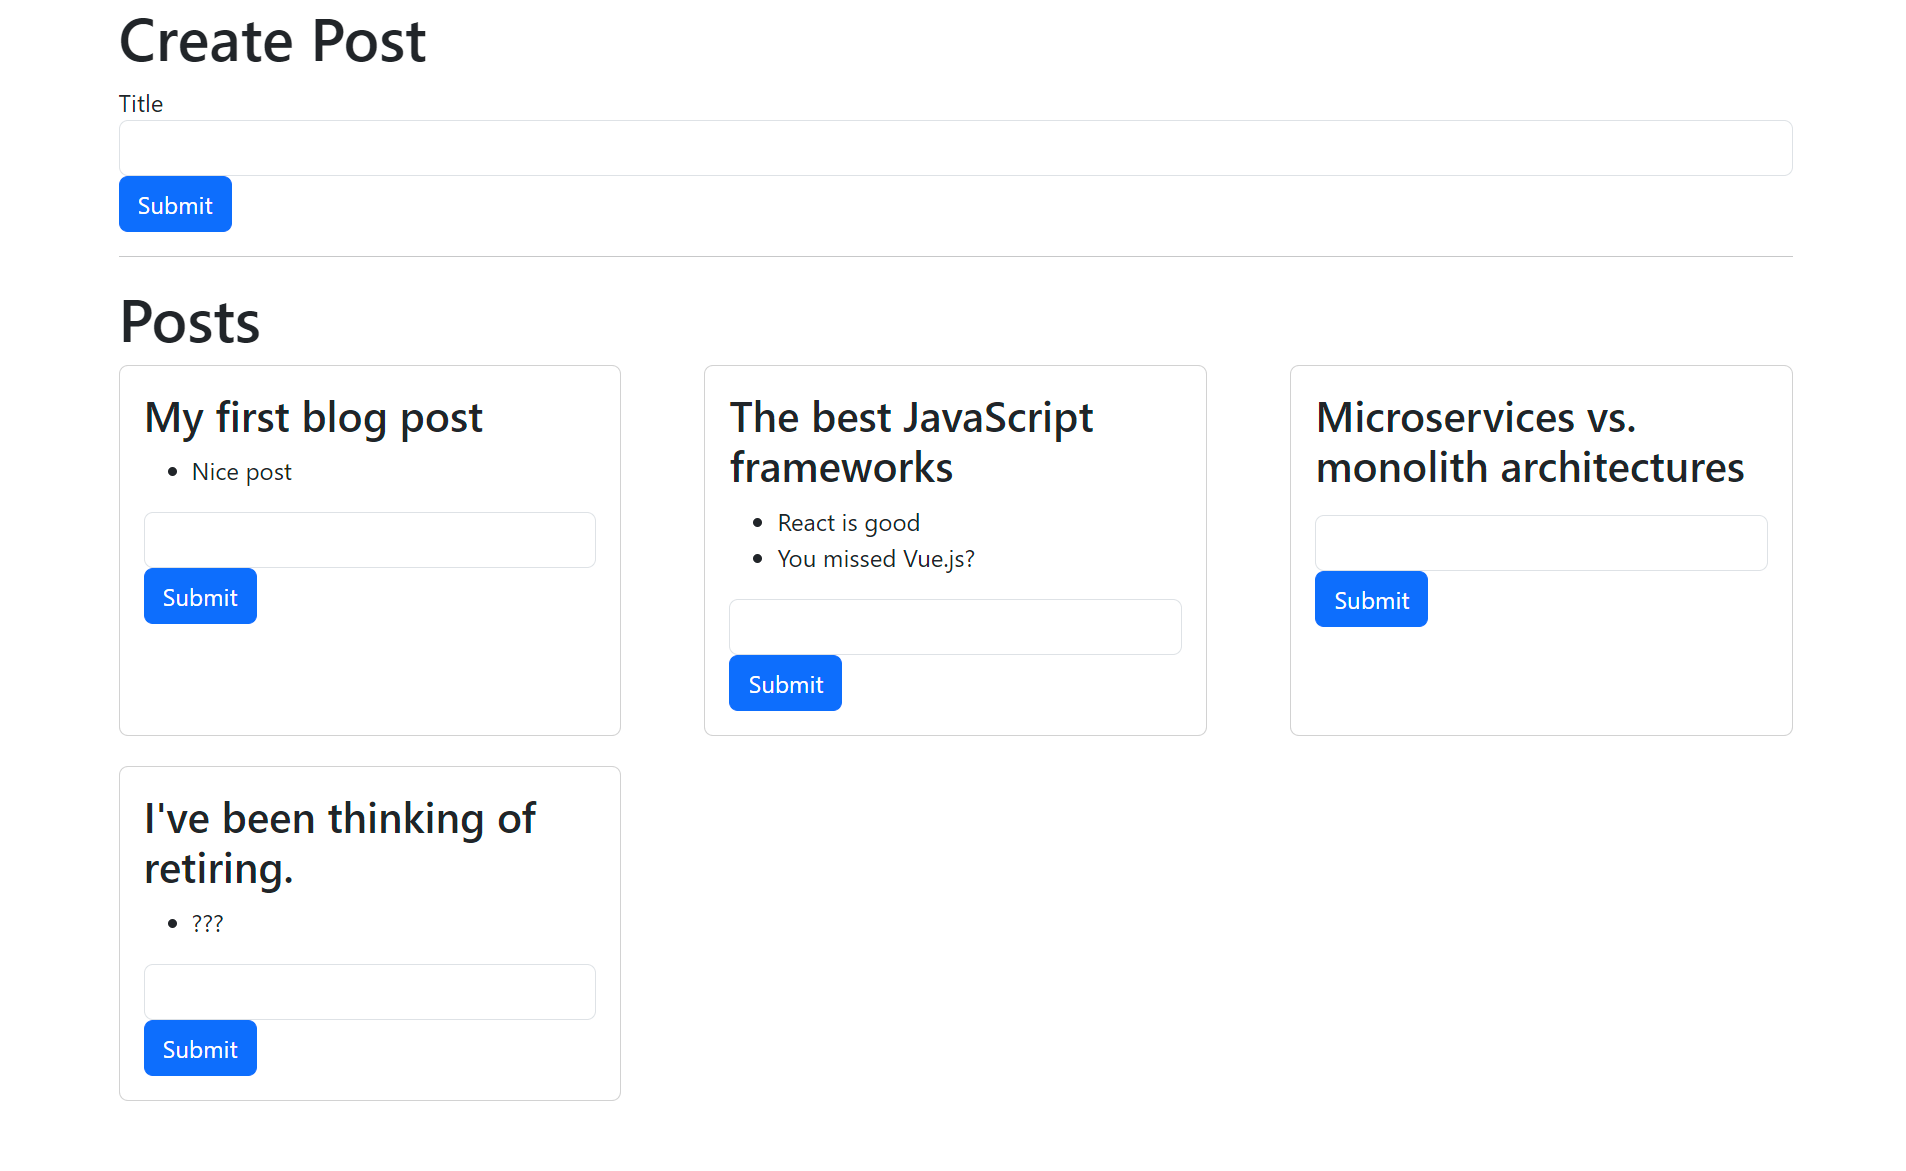 Create Post
Title
Submit
Posts
My first blog post
Nice post
Submit
The best JavaScript
frameworks
React is good
You missed Vue.js?
Submit
Microservices vs.
monolith architectures
Submit
I've been thinking of
retiring.
???
Submit